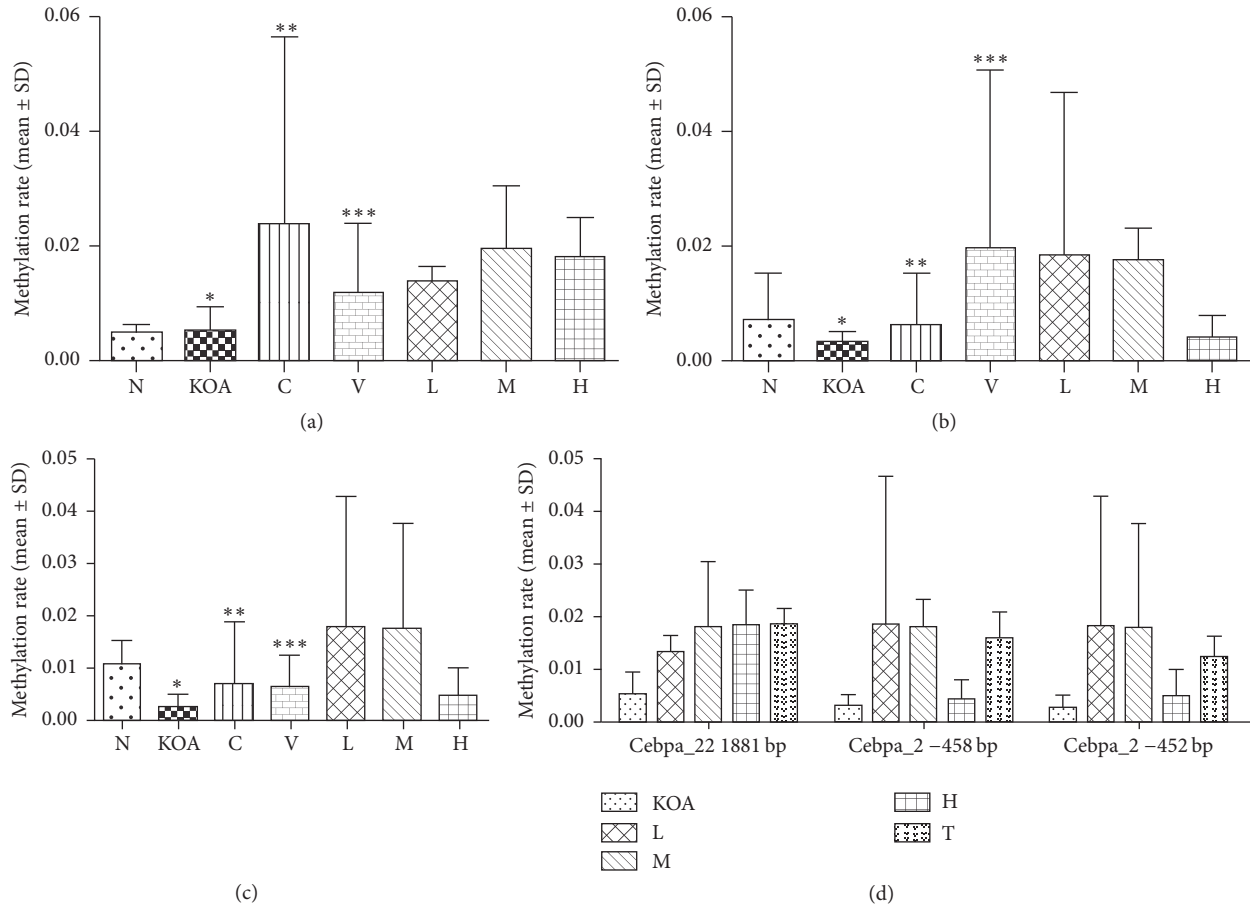 Methylation rate (mean ± SD)
0.06
0.04
0.02
0.00
**
***
*
N KOA C V L M H
(a)
Methylation rate (mean ± SD)
0.06
0.04
0.02
0.00
***
**
*
N KOA C V L M H
(b)
Methylation rate (mean ± SD)
0.05
0.04
0.03
0.02
0.01
0.00
**
***
*
N KOA C V L M H
(c)
Methylation rate (mean ± SD)
0.05
0.04
0.03
0.02
0.01
0.00
Cebpa_22 1881 bp Cebpa_2 −458 bp Cebpa_2 −452 bp
KOA
L
M
H
T
(d)